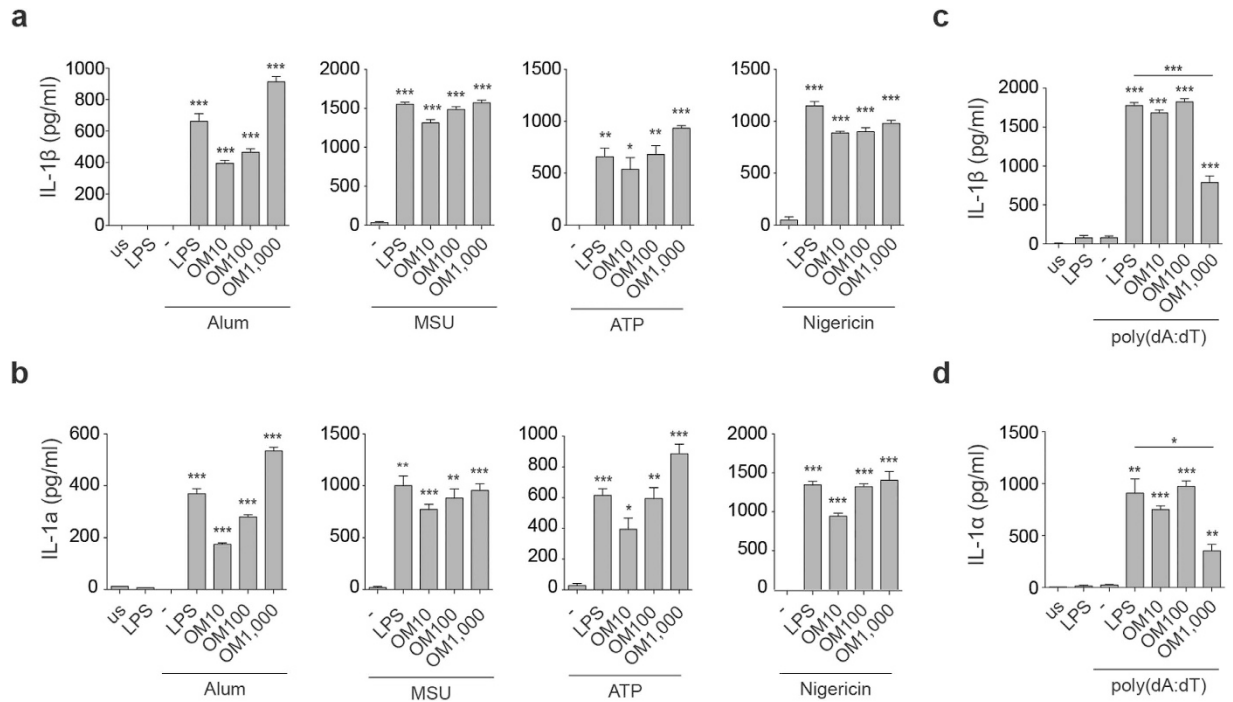 a
IL-1β (pg/ml)
1000
800
600
400
200
0
***
***
***
***
us
LPS
-
LPS
OM10
OM100
OM1,000
Alum
2000
1500
1000
500
0
***
***
***
***
-
LPS
OM10
OM100
OM1,000
MSU
1500
1000
500
0
**
*
**
***
-
LPS
OM10
OM100
OM1,000
ATP
1500
1000
500
0
***
***
***
***
-
LPS
OM10
OM100
OM1,000
Nigericin
c
IL-1β (pg/ml)
2000
1500
1000
500
0
***
***
***
***
***
us
LPS
-
LPS
OM10
OM100
OM1,000
poly(dA:dT)
b
IL-1a (pg/ml)
600
400
200
0
***
***
***
***
us
LPS
-
LPS
OM10
OM100
OM1,000
Alum
1500
1000
500
0
**
***
**
***
-
LPS
OM10
OM100
OM1,000
MSU
1000
800
600
400
200
0
***
*
**
***
-
LPS
OM10
OM100
OM1,000
ATP
2000
1500
1000
500
0
***
***
***
***
-
LPS
OM10
OM100
OM1,000
Nigericin
d
IL-1α (pg/ml)
1500
1000
500
0
*
**
***
***
**
us
LPS
-
LPS
OM10
OM100
OM1,000
poly(dA:dT)